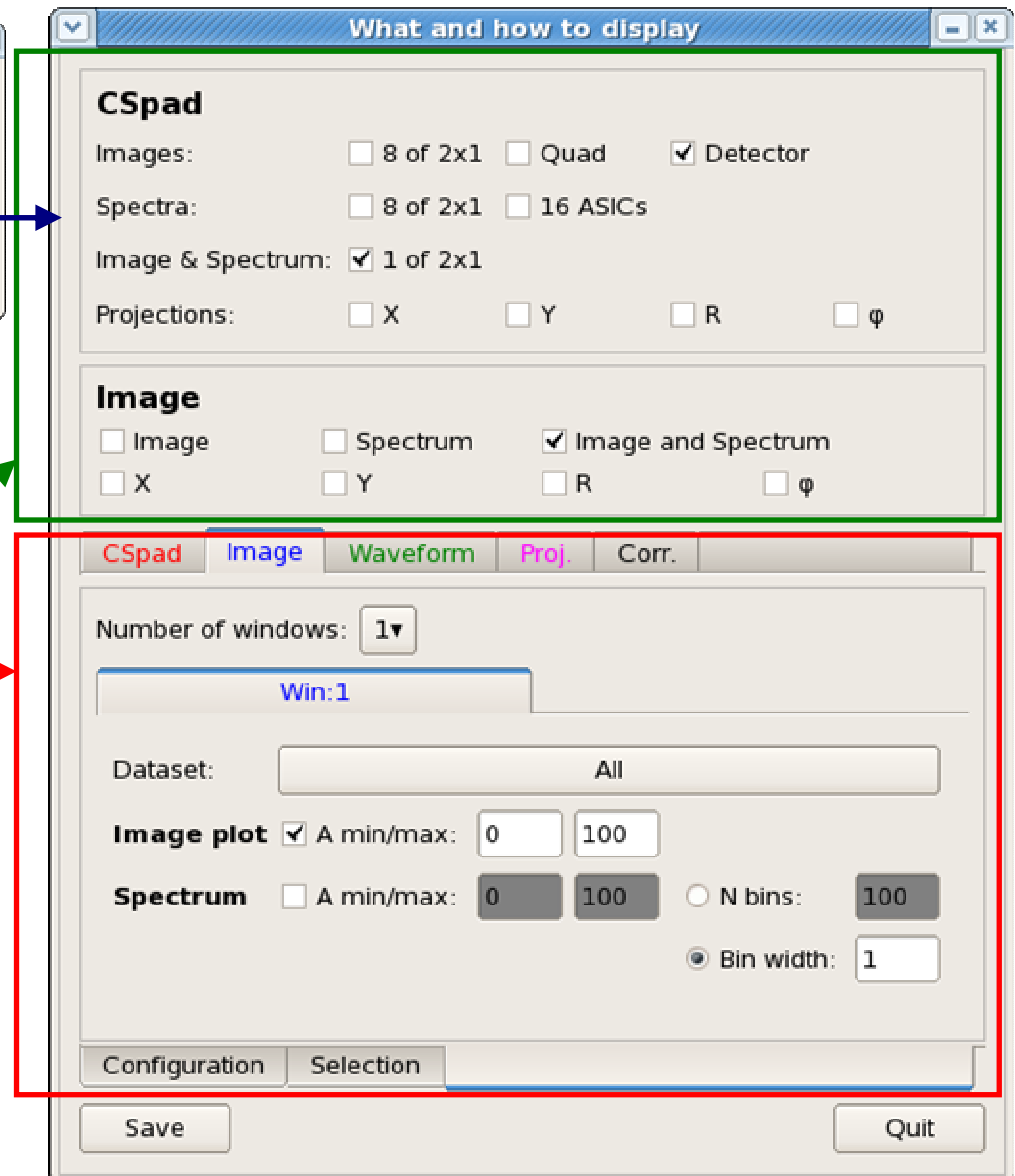 What and how to display
CSpad
Images: 8 of 2x1 Quad Detector
Spectra: 8 of 2x1 16 ASICs
Image & Spectrum: 1 of 2x1
Projections: X Y R φ
Image
Image Spectrum Image and Spectrum
X Y R φ
CSpad Image Waveform Proj. Corr.
Number of windows: 1▾
Win:1
Dataset: All
Image plot A min/max: 0 100
Spectrum A min/max: 0 100 N bins: 100
Bin width: 1
Configuration Selection
Save Quit